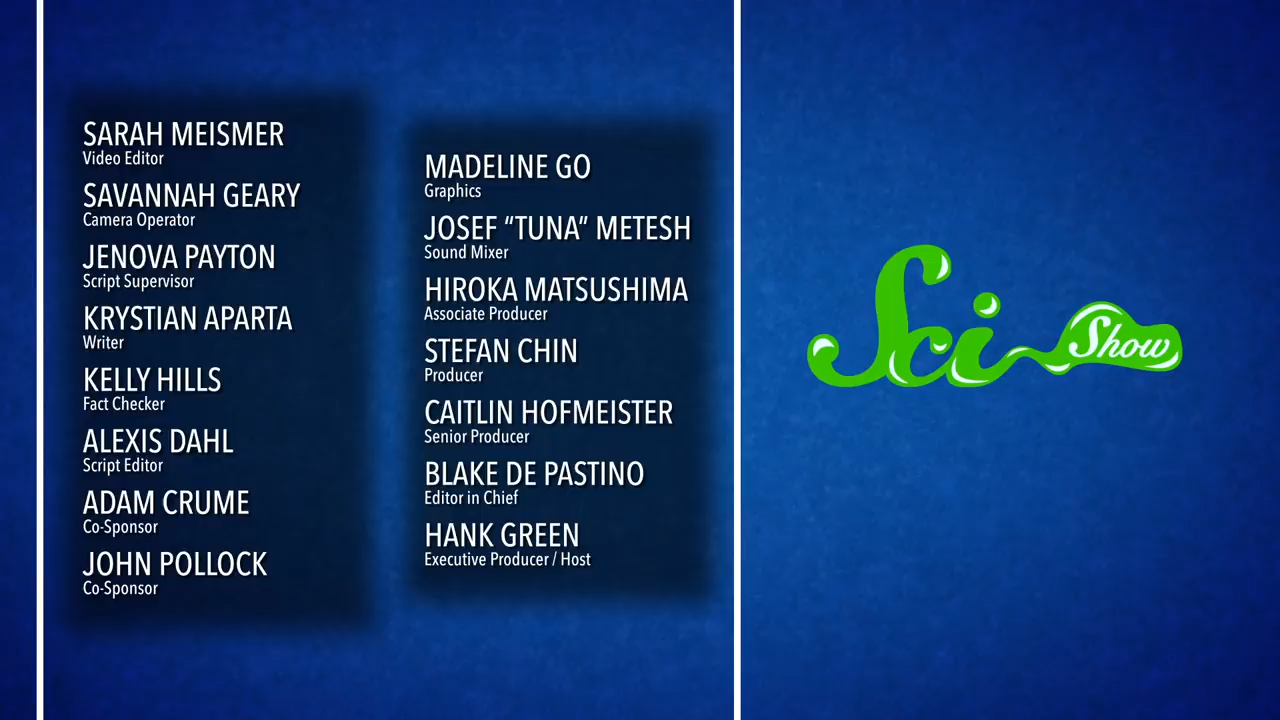 SARAH MEISMER
Video Editor
SAVANNAH GEARY
Camera Operator
JENOVA PAYTON
Script Supervisor
KRYSTIAN APARTA
Writer
KELLY HILLS
Fact Checker
ALEXIS DAHL
Script Editor
ADAM CRUME
Co-Sponsor
JOHN POLLOCK
Co-Sponsor
MADELINE GO
Graphics
JOSEF “TUNA” METESH
Sound Mixer
HIROKA MATSUSHIMA
Associate Producer
STEFAN CHIN
Producer
CAITLIN HOFMEISTER
Senior Producer
BLAKE DE PASTINO
Editor in Chief
HANK GREEN
Executive Producer / Host
Sci Show